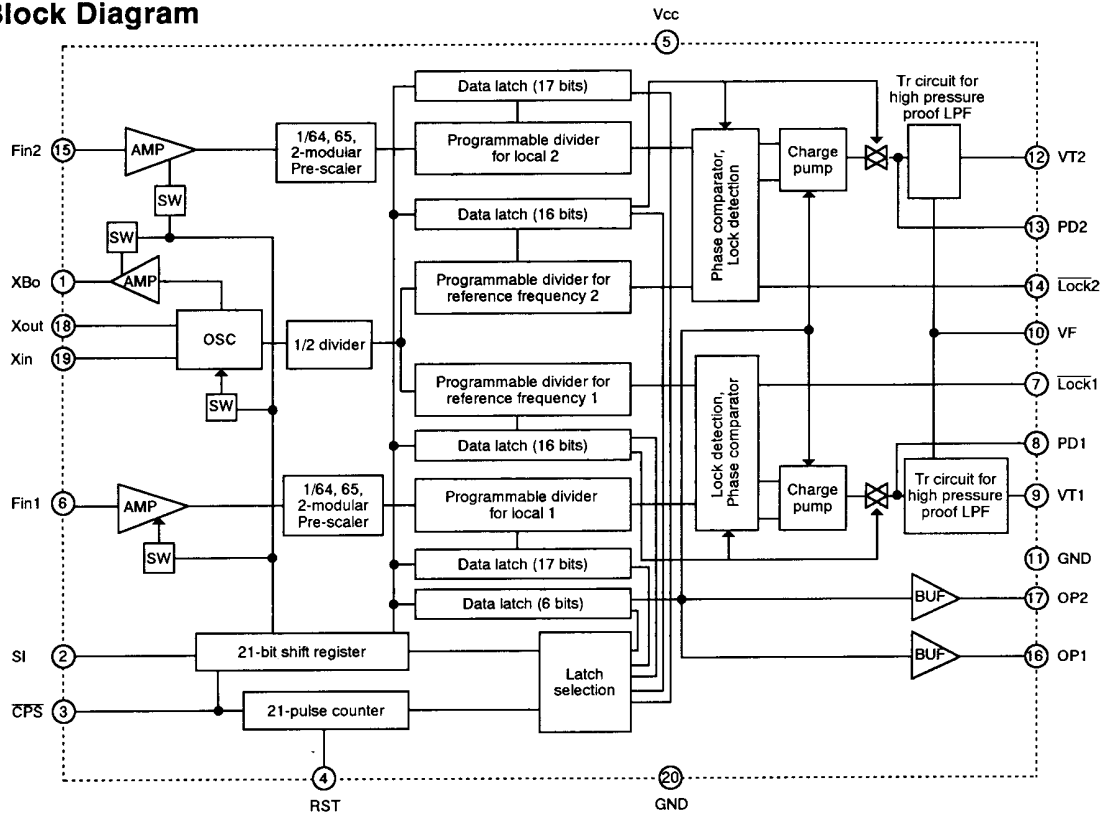 Block Diagram
Vcc
5
Data latch (17 bits)
Tr circuit for
high pressure
proof LPF
Fin2 15
AMP
1/64, 65,
2-modular
Pre-scaler
Programmable divider
for local 2
Phase comparator,
Lock detection
Charge
pump
12 VT2
SW
Data latch (16 bits)
13 PD2
SW
XBo 1
AMP
Programmable divider for
reference frequency 2
14 Lock2
Xout 18
OSC
1/2 divider
10 VF
Xin 19
Programmable divider for
reference frequency 1
Lock detection,
Phase comparator
7 Lock1
SW
Data latch (16 bits)
8 PD1
Fin1 6
AMP
1/64, 65,
2-modular
Pre-scaler
Programmable divider
for local 1
Charge
pump
Tr circuit for
high pressure
proof LPF
9 VT1
SW
Data latch (17 bits)
11 GND
Data latch (6 bits)
BUF
17 OP2
SI 2
21-bit shift register
Latch
selection
BUF
16 OP1
CPS 3
21-pulse counter
4
RST
20
GND